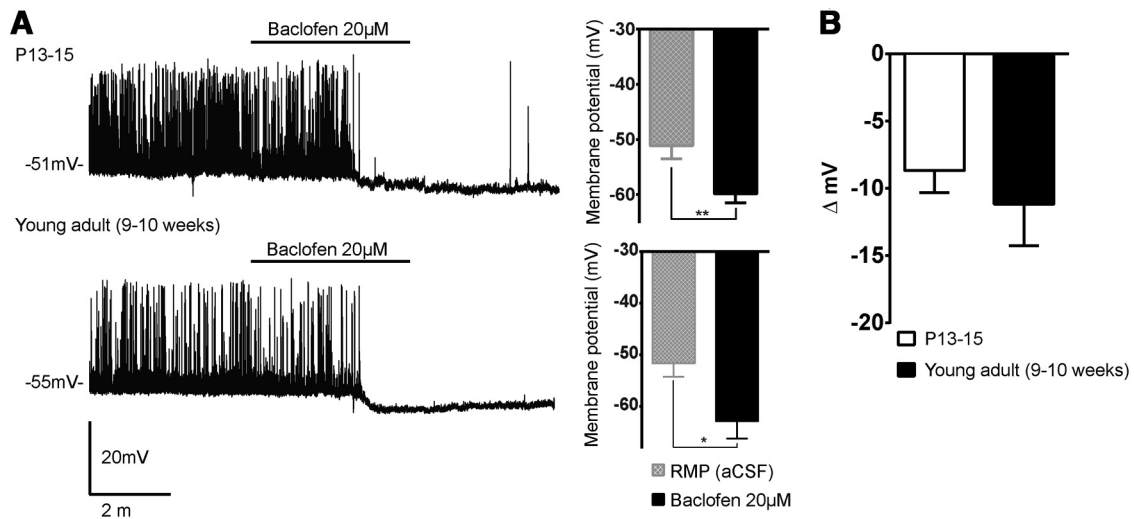 A
Baclofen 20µM
P13-15
-51mV-
Young adult (9-10 weeks)
Baclofen 20µM
-55mV-
20mV
2 m
Membrane potential (mV)
-30
-40
-50
-60
**
Membrane potential (mV)
-30
-40
-50
-60
*
RMP (aCSF)
Baclofen 20µM
B
Δ mV
0
-5
-10
-15
-20
P13-15
Young adult (9-10 weeks)